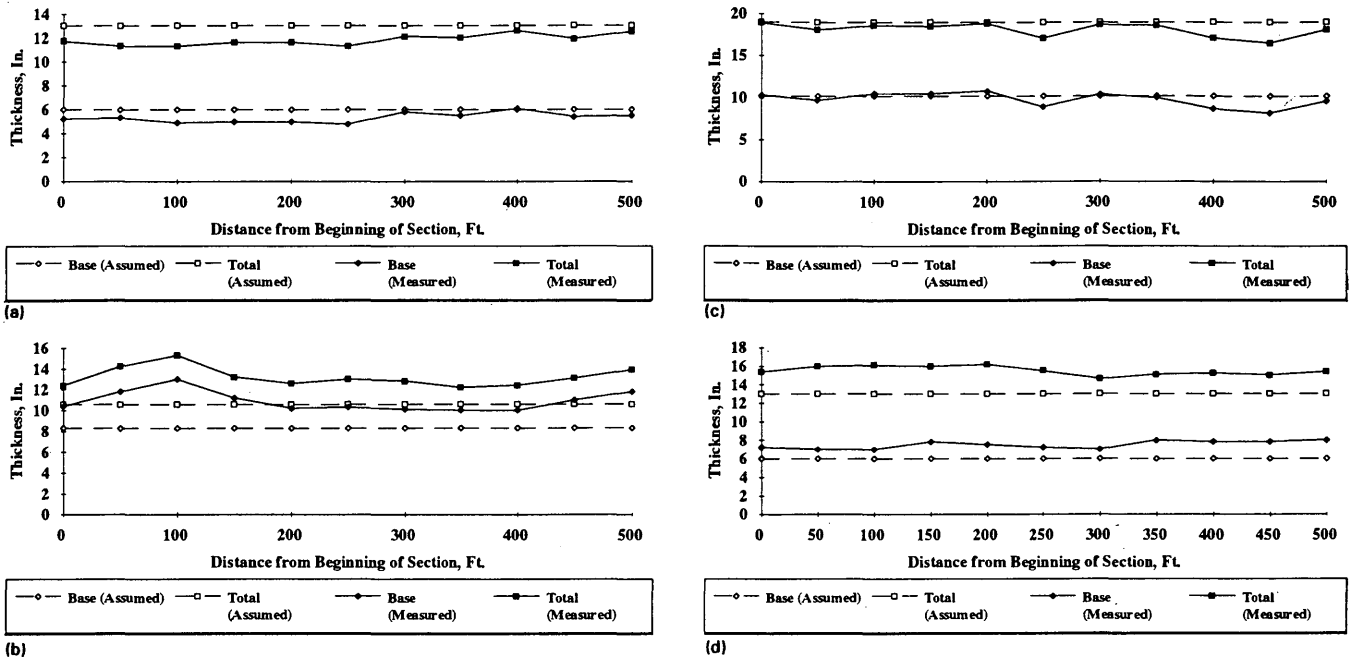 14
12
10
8
6
4
2
0
Thickness, In.
0 100 200 300 400 500
Distance from Beginning of Section, Ft.
Base (Assumed) Total (Assumed) Base (Measured) Total (Measured)
(a)
16
14
12
10
8
6
4
2
0
Thickness, In.
0 100 200 300 400 500
Distance from Beginning of Section, Ft.
Base (Assumed) Total (Assumed) Base (Measured) Total (Measured)
(b)
20
15
10
5
0
Thickness, In.
0 100 200 300 400 500
Distance from Beginning of Section, Ft.
Base (Assumed) Total (Assumed) Base (Measured) Total (Measured)
(c)
18
16
14
12
10
8
6
4
2
0
Thickness, In.
0 50 100 150 200 250 300 350 400 450 500
Distance from Beginning of Section, Ft.
Base (Assumed) Total (Assumed) Base (Measured) Total (Measured)
(d)